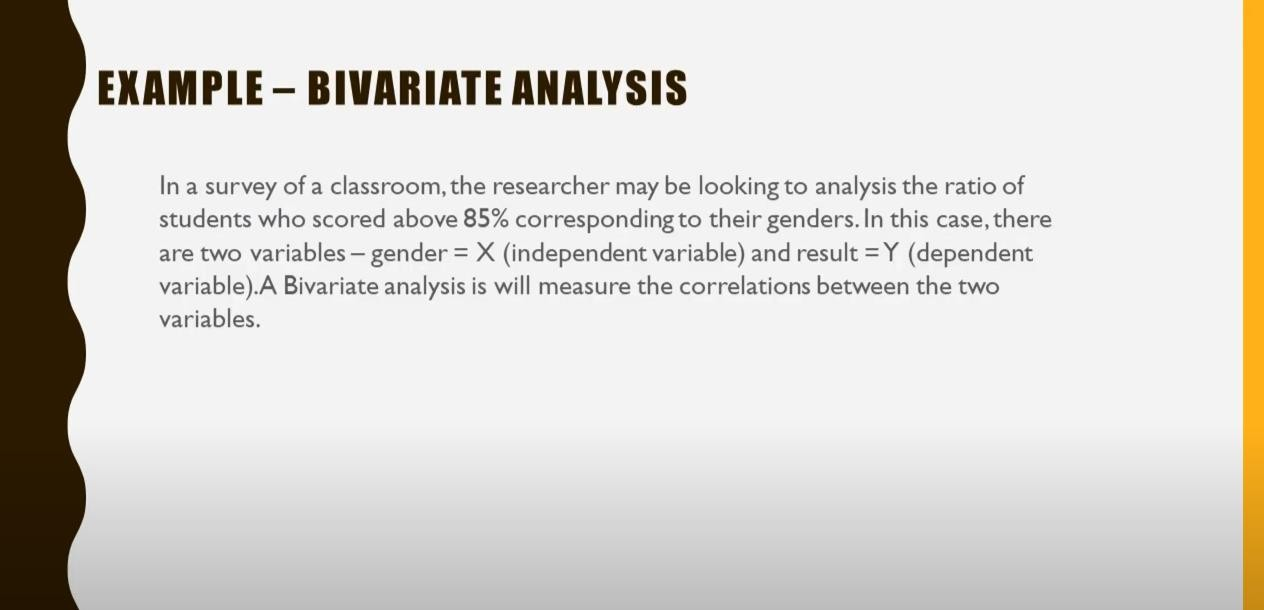 EXAMPLE – BIVARIATE ANALYSIS
In a survey of a classroom, the researcher may be looking to analysis the ratio of
students who scored above 85% corresponding to their genders. In this case, there
are two variables – gender = X (independent variable) and result = Y (dependent
variable). A Bivariate analysis is will measure the correlations between the two
variables.